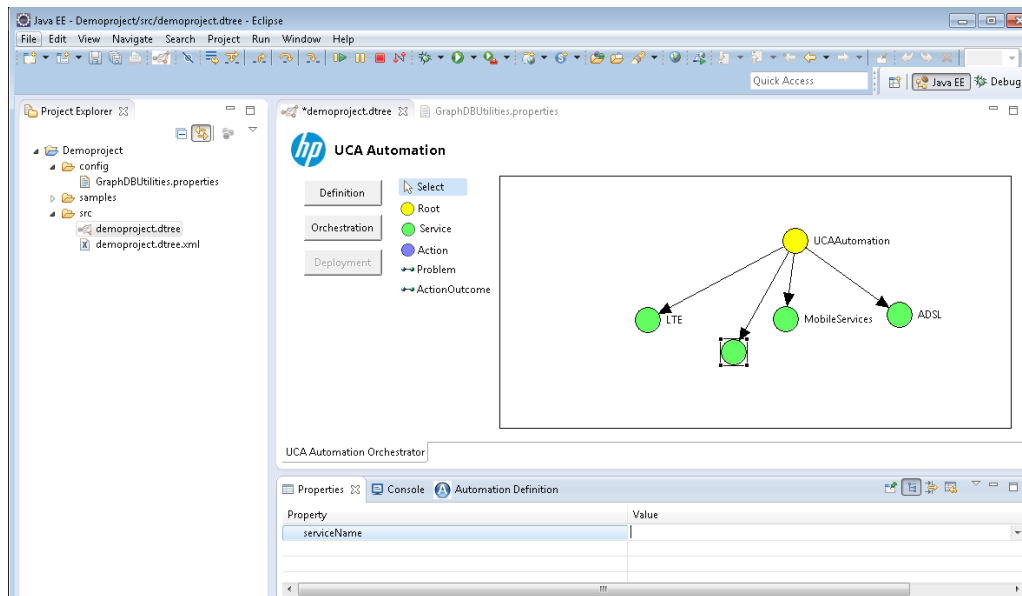 Java EE - Demoproject/src/demoproject.dtree - Eclipse
File Edit View Navigate Search Project Run Window Help
Quick Access
Java EE
Debug
Project Explorer
*demoproject.dtree
GraphDBUtilities.properties
Demoproject
config
GraphDBUtilities.properties
samples
src
demoproject.dtree
demoproject.dtree.xml
hp
UCA Automation
Definition
Orchestration
Deployment
Select
Root
Service
Action
Problem
ActionOutcome
UCAAutomation
LTE
MobileServices
ADSL
UCA Automation Orchestrator
Properties
Console
Automation Definition
Property Value
serviceName